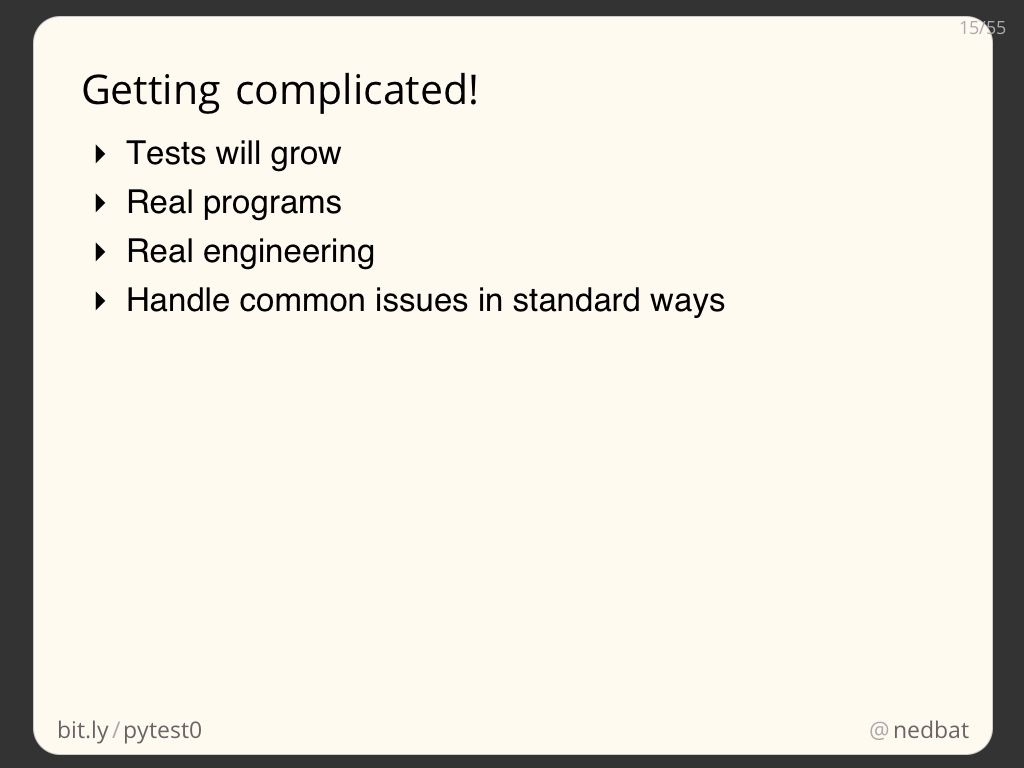 15/55
Getting complicated!
Tests will grow
Real programs
Real engineering
Handle common issues in standard ways
bit.ly/pytest0
@nedbat